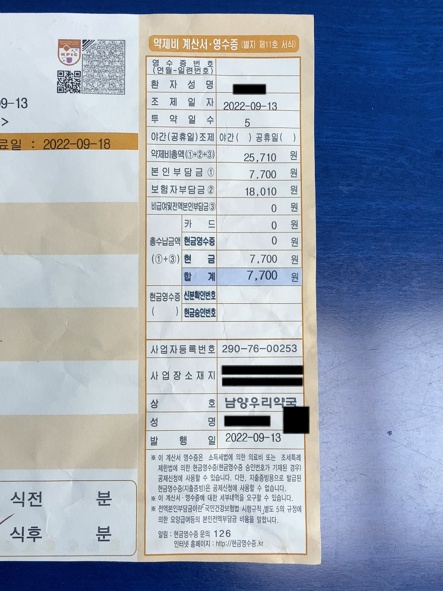 9-13
>
료일 : 2022-09-18
식전 분
식후 분
약제비 계산서·영수증 (별지 제11호 서식)
영수증번호
(연월-일련번호)
환자성명
조제일자 2022-09-13
투약일수 5
야간(공휴일)조제 야간( ) 공휴일( )
약제비총액(①+②+③) 25,710 원
본인부담금① 7,700 원
보험자부담금② 18,010 원
비급여및전액본인부담금③ 0 원
총수납금액
(①+③)
카드 0 원
현금영수증 0 원
현금 7,700 원
합계 7,700 원
현금영수증
( )
신분확인번호
현금승인번호
사업자등록번호 290-76-00253
사업장소재지
상호 남양우리약국
성명
발행일 2022-09-13
※ 이 계산서·영수증은 소득세법에 의한 의료비 또는 조세특례
제한법에 의한 현금영수증(현금영수증 승인번호가 기재된 경우)
공제신청에 사용할 수 있습니다. 다만, 지출증빙용으로 발급된
현금영수증(지출증빙)은 공제신청에 사용할 수 없습니다.
※ 이 계산서·영수증에 대한 세부내역을 요구할 수 있습니다.
※ 전액본인부담금이란 국민건강보험법 시행규칙 별표 5의 규정에
의한 요양급여등의 본인전액부담금 비용을 말합니다.
알림 : 현금영수증 문의 126
인터넷 홈페이지 : http://현금영수증.kr